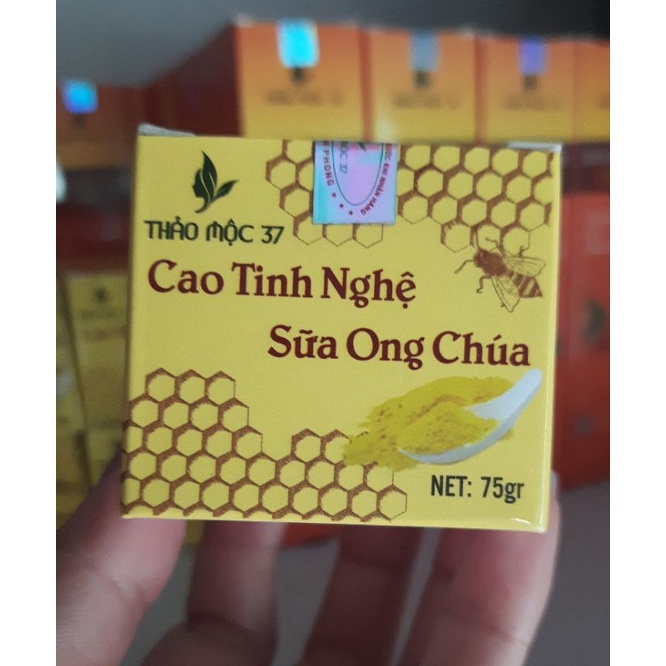 THẢO MỘC 37
Cao Tinh Nghệ
Sữa Ong Chúa
NET: 75gr